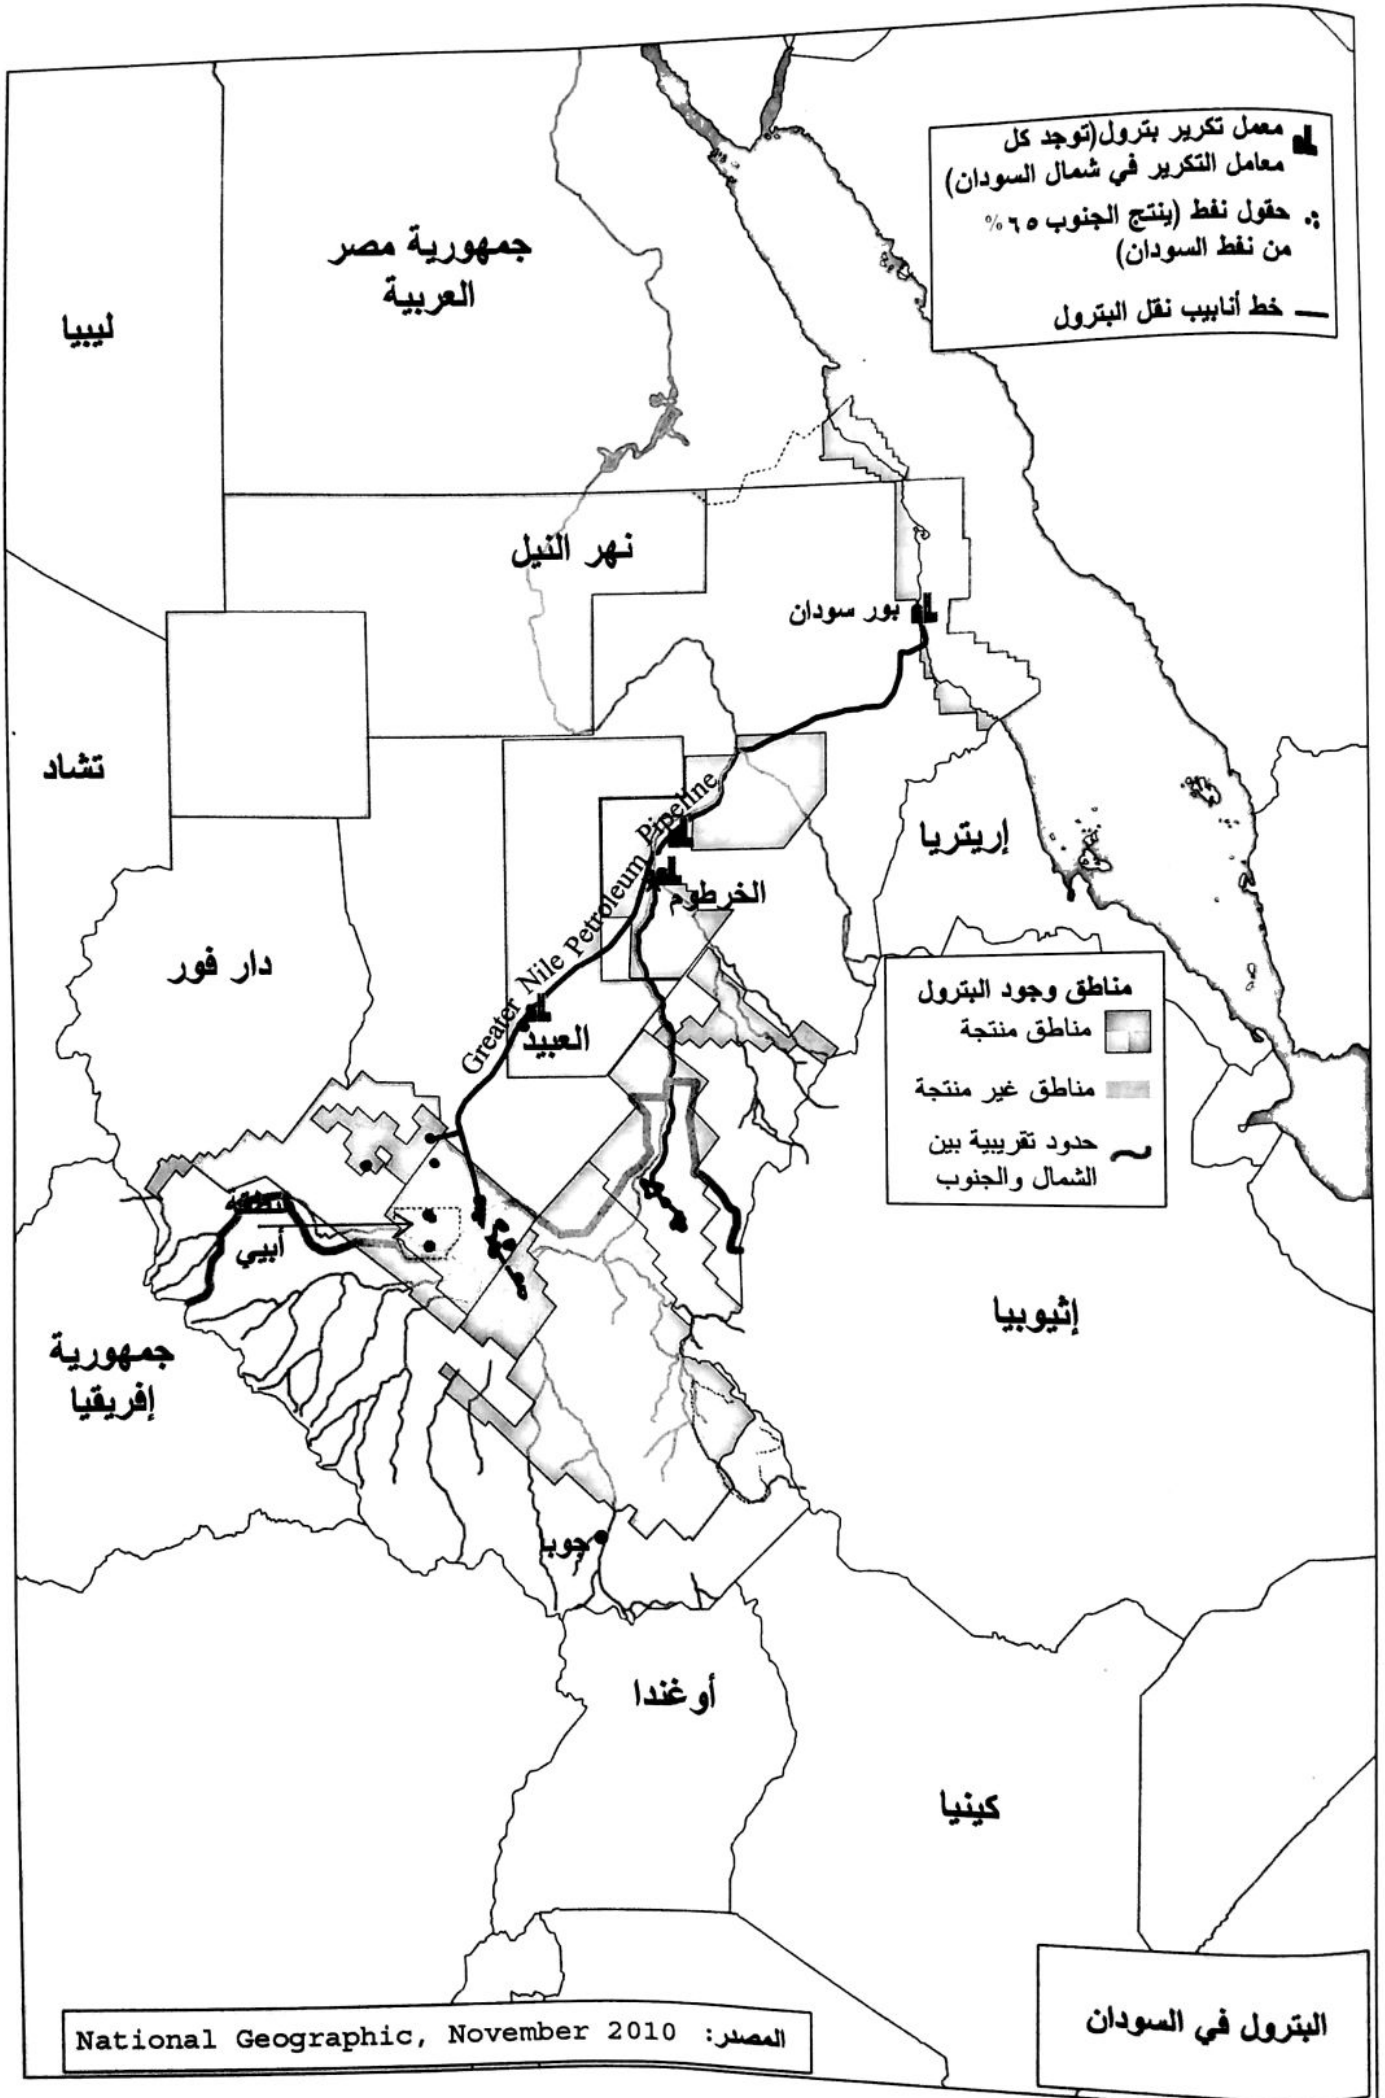 معمل تكرير بترول(توجد كل
معامل التكرير في شمال السودان)
حقول نفط (ينتج الجنوب ٦٥%
من نفط السودان)
خط أنابيب نقل البترول
جمهورية مصر
العربية
ليبيا
نهر النيل
بور سودان
تشاد
Greater Nile Petroleum Pipeline
إريتريا
الخرطوم
دار فور
العبيد
مناطق وجود البترول
مناطق منتجة
مناطق غير منتجة
حدود تقريبية بين
الشمال والجنوب
منطقة
أبيي
إثيوبيا
جمهورية
إفريقيا
جوبا
أوغندا
كينيا
البترول في السودان
المصدر: National Geographic, November 2010